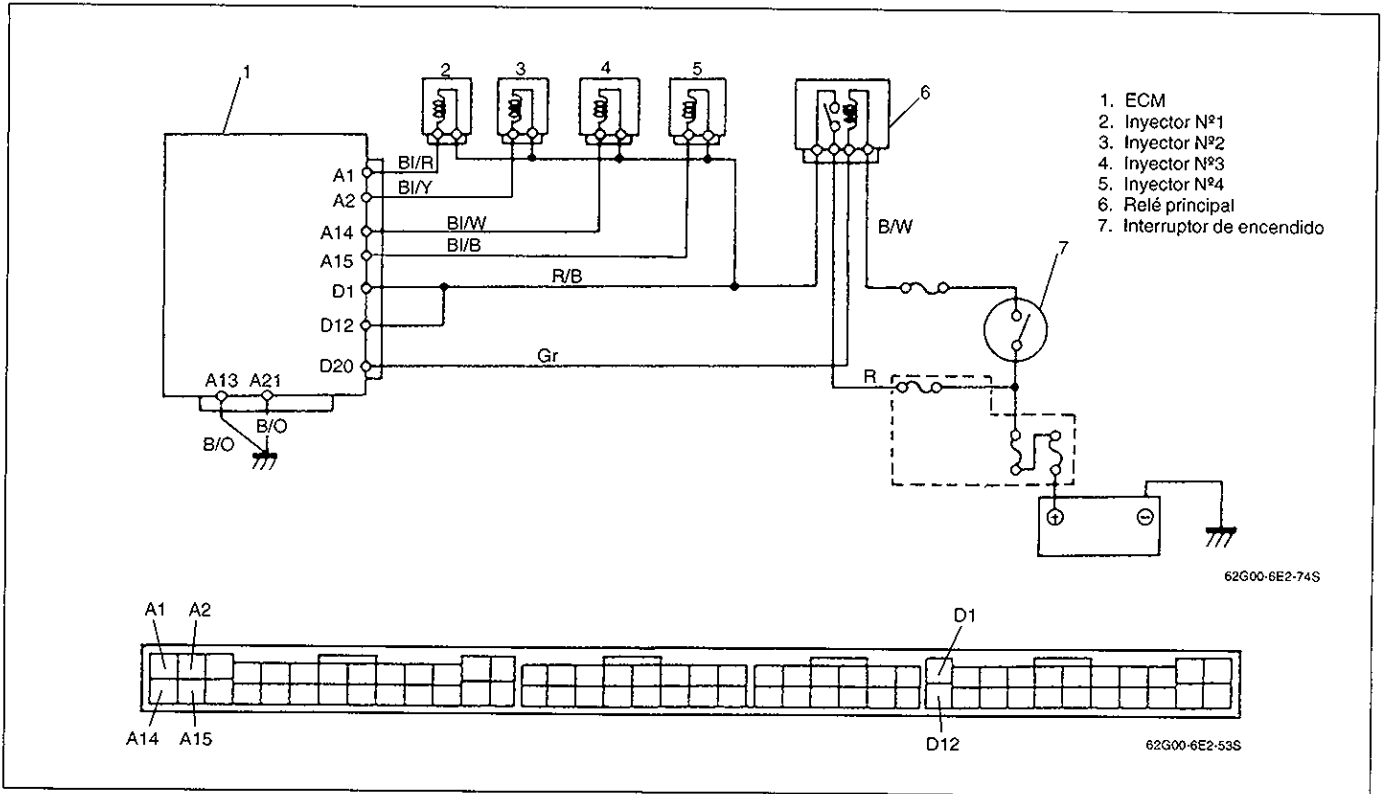 1
2
3
4
5
6
1. ECM
2. Inyector Nº1
3. Inyector Nº2
4. Inyector Nº3
5. Inyector Nº4
6. Relé principal
7. Interruptor de encendido
A1
Bl/R
A2
Bl/Y
A14
Bl/W
A15
Bl/B
D1
R/B
D12
D20
Gr
B/W
7
R
A13 A21
B/O
B/O
62G00-6E2-74S
A1 A2
D1
A14 A15
D12
62G00-6E2-53S